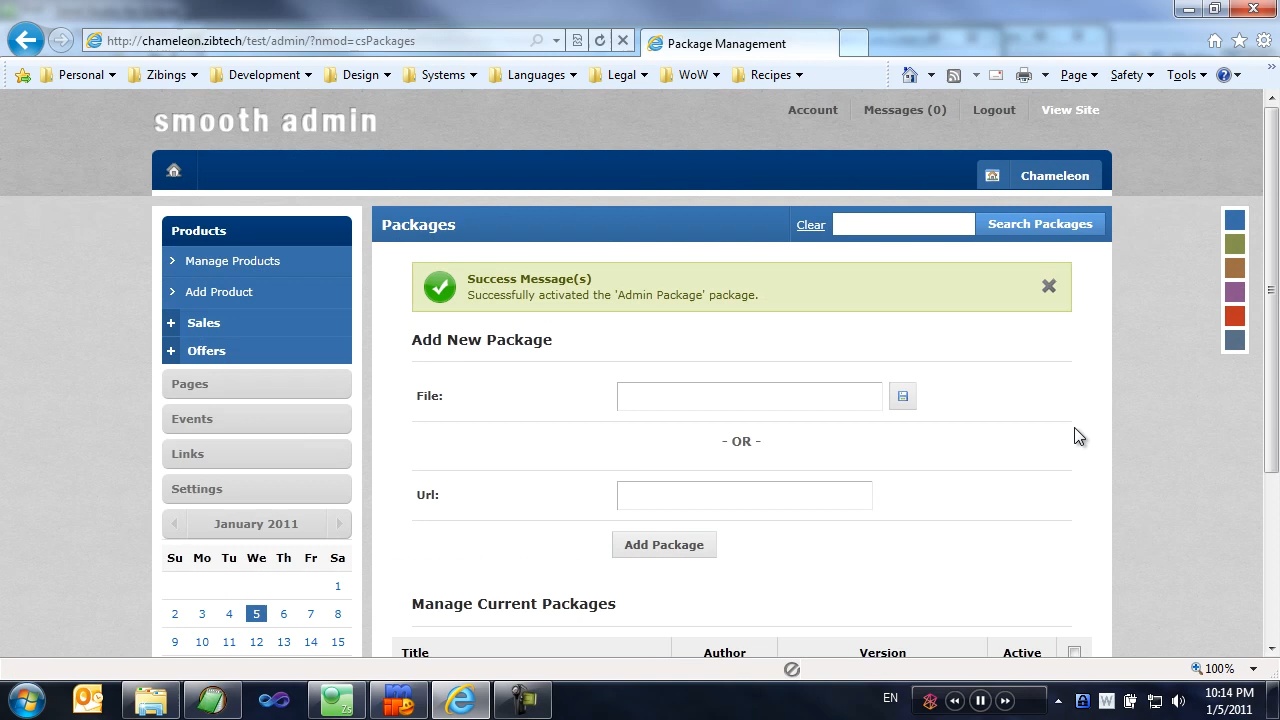 http://chameleon.zibtech/test/admin/?nmod=csPackages
Package Management
Personal Zibings Development Design Systems Languages Legal WoW Recipes
Page Safety Tools
smooth admin
Account Messages (0) Logout View Site
Chameleon
Products
Manage Products
Add Product
Sales
Offers
Pages
Events
Links
Settings
January 2011
Su Mo Tu We Th Fr Sa
1
2 3 4 5 6 7 8
9 10 11 12 13 14 15
Packages
Clear
Search Packages
Success Message(s)
Successfully activated the 'Admin Package' package.
Add New Package
File:
- OR -
Url:
Add Package
Manage Current Packages
Title Author Version Active
100%
EN
10:14 PM
1/5/2011